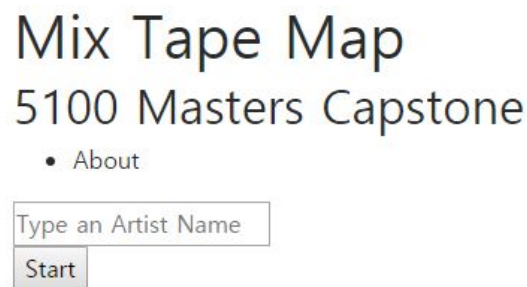 Mix Tape Map
5100 Masters Capstone
• About
Type an Artist Name
Start